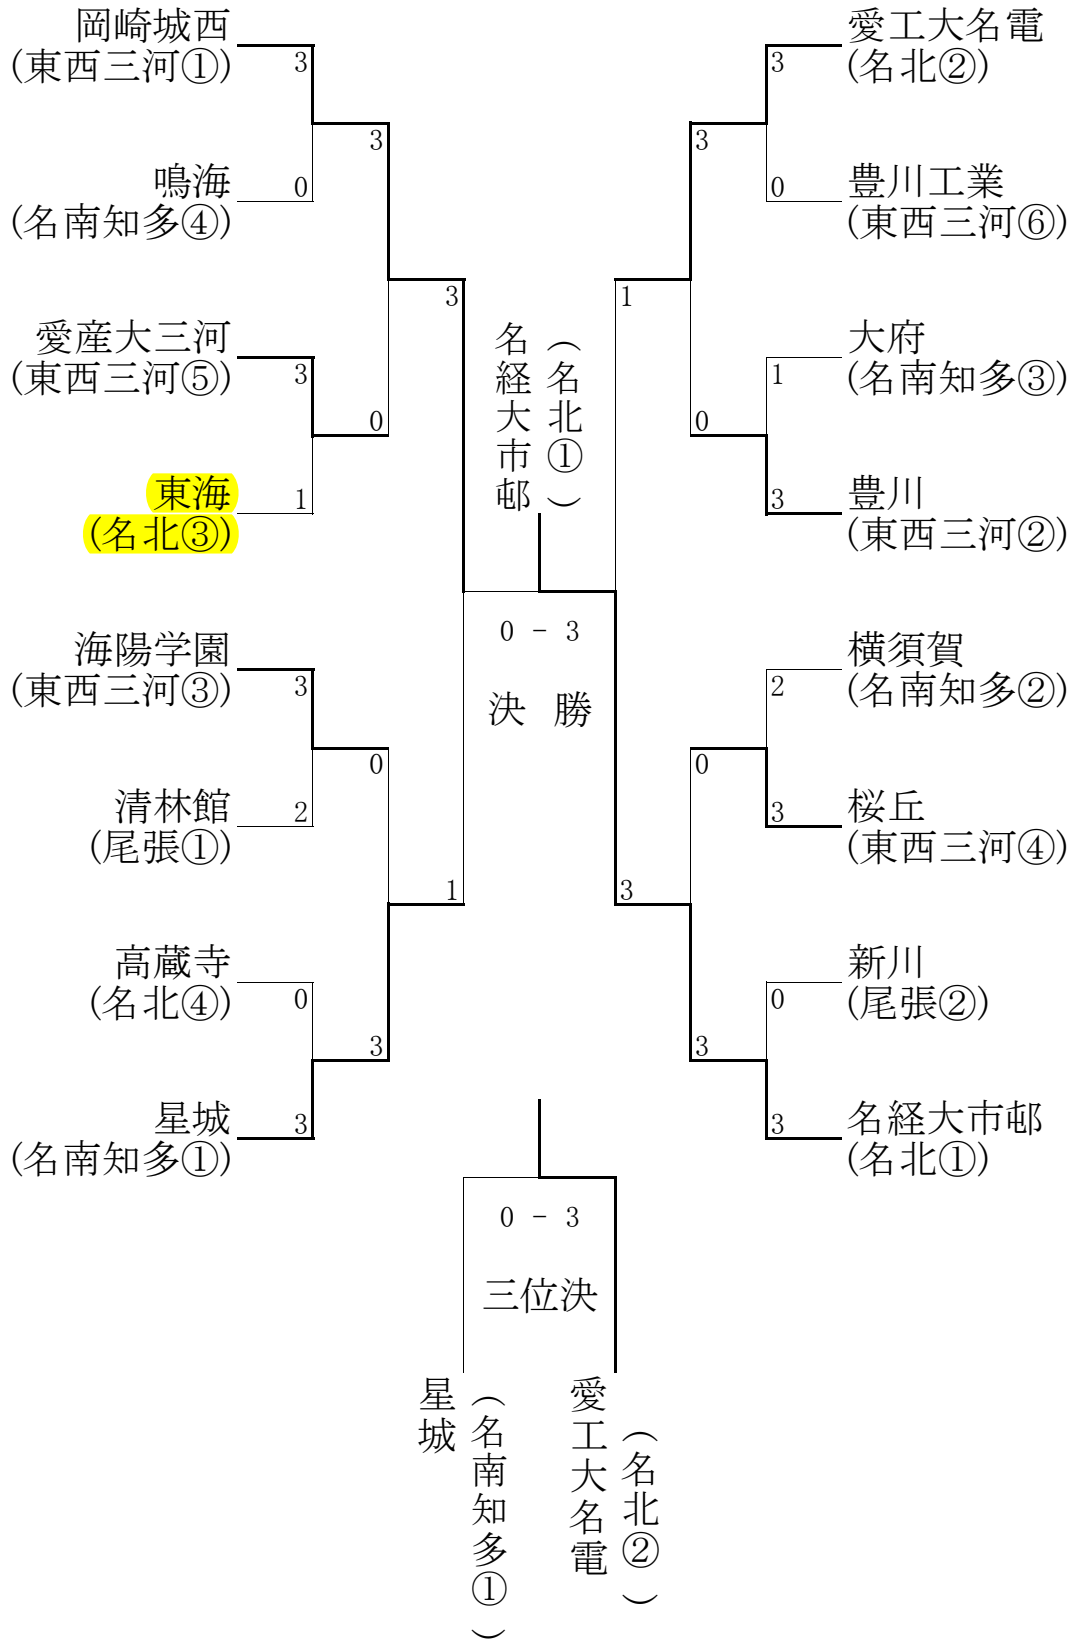 岡崎城西
(東西三河①)
3
3
鳴海
(名南知多④)
0
3
愛産大三河
(東西三河⑤)
3
0
東海
(名北③)
1
海陽学園
(東西三河③)
3
0
清林館
(尾張①)
2
1
高蔵寺
(名北④)
0
3
星城
(名南知多①)
3
名経大市邨
(名北①)
0 - 3
決 勝
愛工大名電
(名北②)
3
3
豊川工業
(東西三河⑥)
0
1
大府
(名南知多③)
1
0
豊川
(東西三河②)
3
横須賀
(名南知多②)
2
0
桜丘
(東西三河④)
3
3
新川
(尾張②)
0
3
名経大市邨
(名北①)
3
0 - 3
三位決
星城
(名南知多①)
愛工大名電
(名北②)